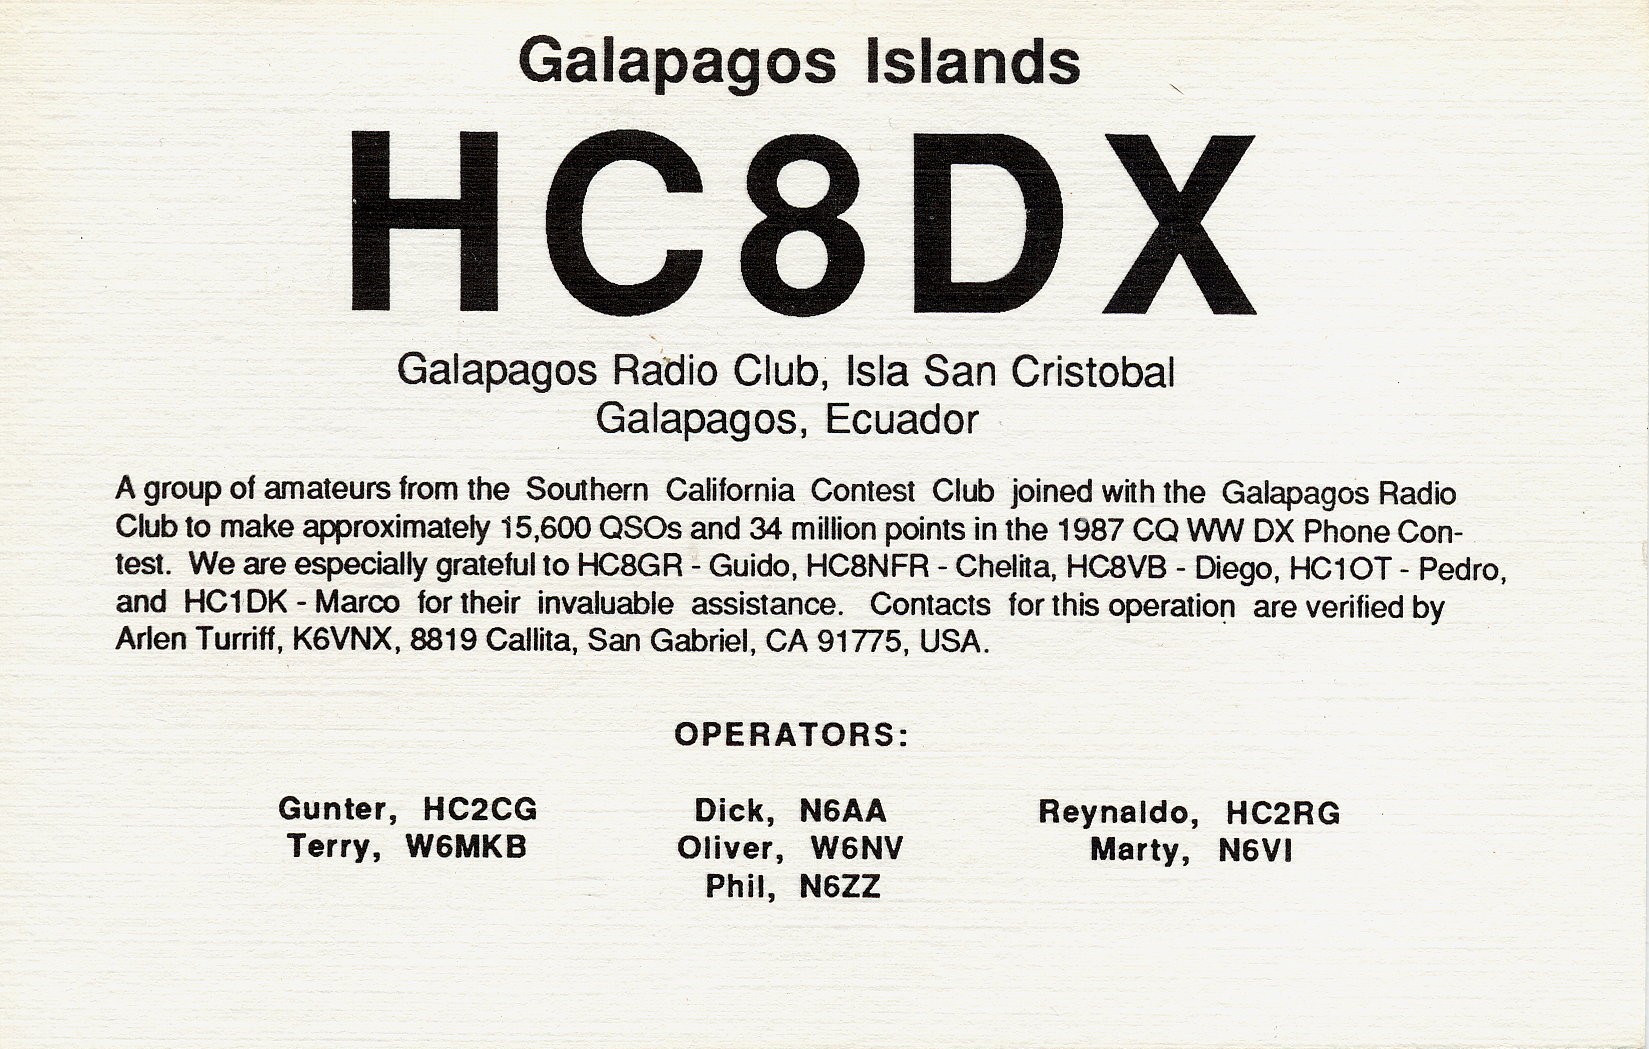 Galapagos Islands
HC8DX
Galapagos Radio Club, Isla San Cristobal
Galapagos, Ecuador
A group of amateurs from the Southern California Contest Club joined with the Galapagos Radio
Club to make approximately 15,600 QSOs and 34 million points in the 1987 CQ WW DX Phone Con-
test. We are especially grateful to HC8GR - Guido, HC8NFR - Chelita, HC8VB - Diego, HC1OT - Pedro,
and HC1DK - Marco for their invaluable assistance. Contacts for this operation are verified by
Arlen Turriff, K6VNX, 8819 Callita, San Gabriel, CA 91775, USA.
OPERATORS:
Gunter, HC2CG
Terry, W6MKB
Dick, N6AA
Oliver, W6NV
Phil, N6ZZ
Reynaldo, HC2RG
Marty, N6VI